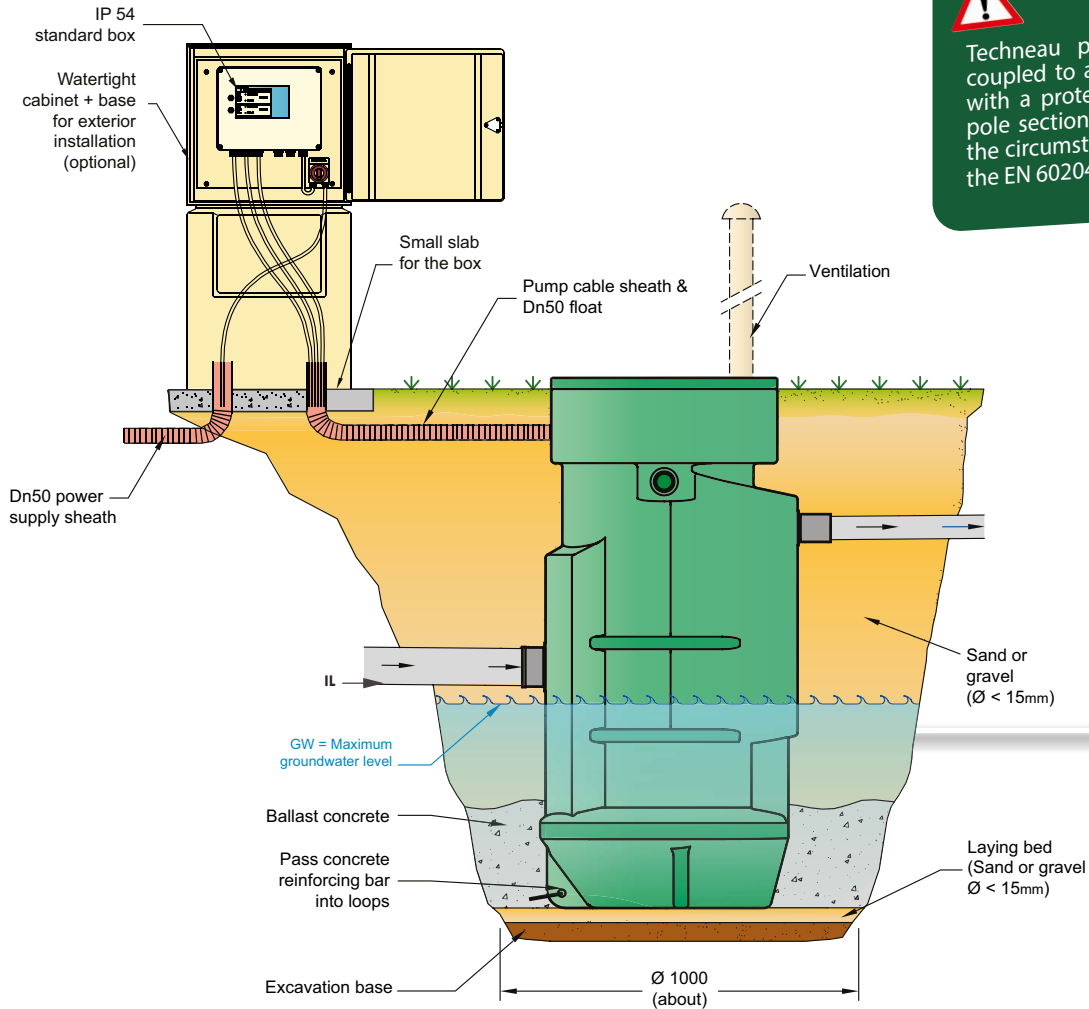 IP 54
standard box
Watertight
cabinet + base
for exterior
installation
(optional)
Techneau
coupled to
with a
pole section
the
the EN 60204
Small slab
for the box
Pump cable sheath &
Dn50 float
Ventilation
Dn50 power
supply sheath
IL
Sand or
gravel
(Ø < 15mm)
GW = Maximum
groundwater level
Ballast concrete
Pass concrete
reinforcing bar
into loops
Laying bed
(Sand or gravel
Ø < 15mm)
Excavation base
Ø 1000
(about)